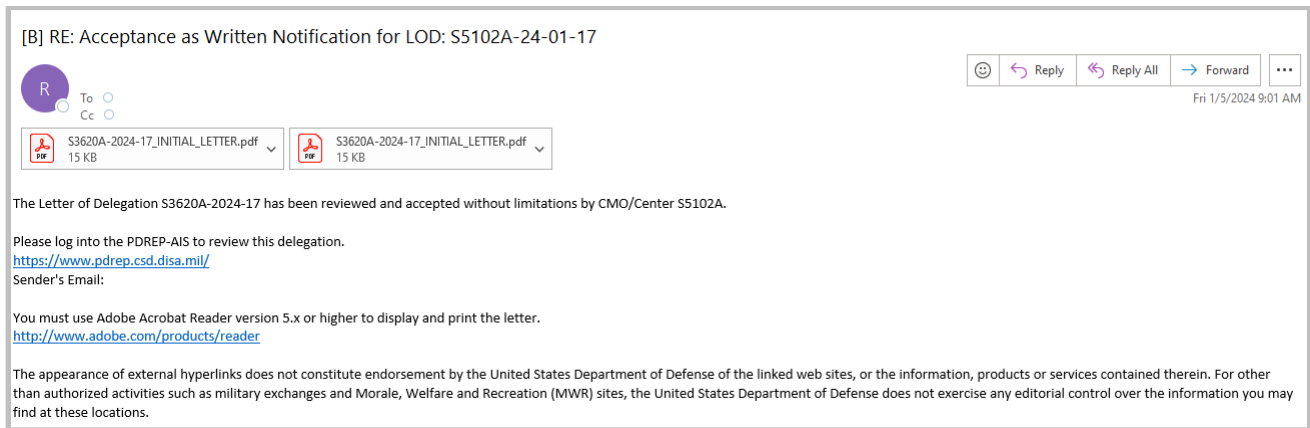 [B] RE: Acceptance as Written Notification for LOD: S5102A-24-01-17
Reply
Reply All
Forward
R
To
Cc
Fri 1/5/2024 9:01 AM
PDF
S3620A-2024-17_INITIAL_LETTER.pdf
15 KB
PDF
S3620A-2024-17_INITIAL_LETTER.pdf
15 KB
The Letter of Delegation S3620A-2024-17 has been reviewed and accepted without limitations by CMO/Center S5102A.
Please log into the PDREP-AIS to review this delegation.
https://www.pdrep.csd.disa.mil/
Sender's Email:
You must use Adobe Acrobat Reader version 5.x or higher to display and print the letter.
http://www.adobe.com/products/reader
The appearance of external hyperlinks does not constitute endorsement by the United States Department of Defense of the linked web sites, or the information, products or services contained therein. For other
than authorized activities such as military exchanges and Morale, Welfare and Recreation (MWR) sites, the United States Department of Defense does not exercise any editorial control over the information you may
find at these locations.